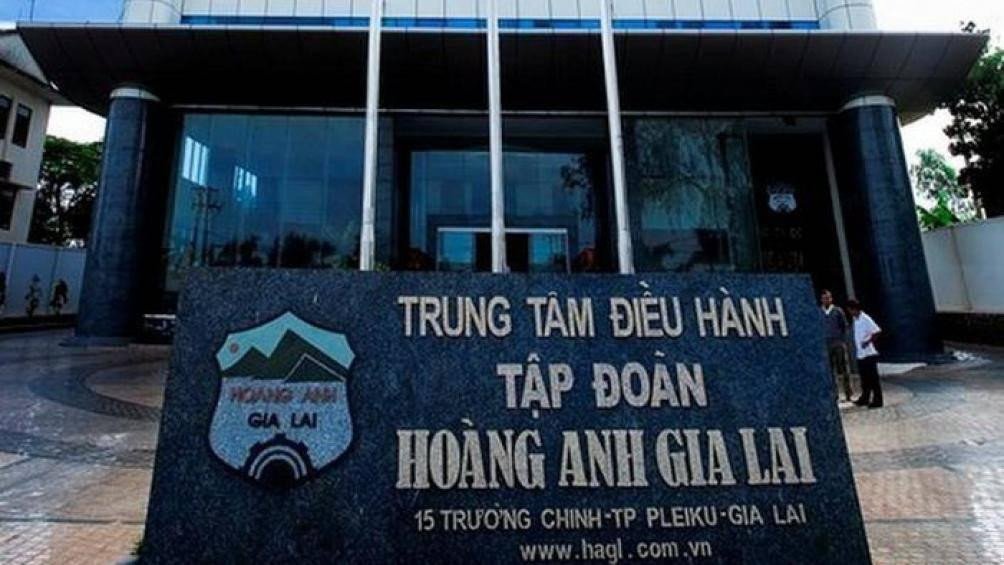 TRUNG TÂM ĐIỀU HÀNH
TẬP ĐOÀN
HOÀNG ANH GIA LAI
15 TRƯỜNG CHINH-TP PLEIKU-GIA LAI
www.hagl.com.vn
HOANG ANH
GIA LAI